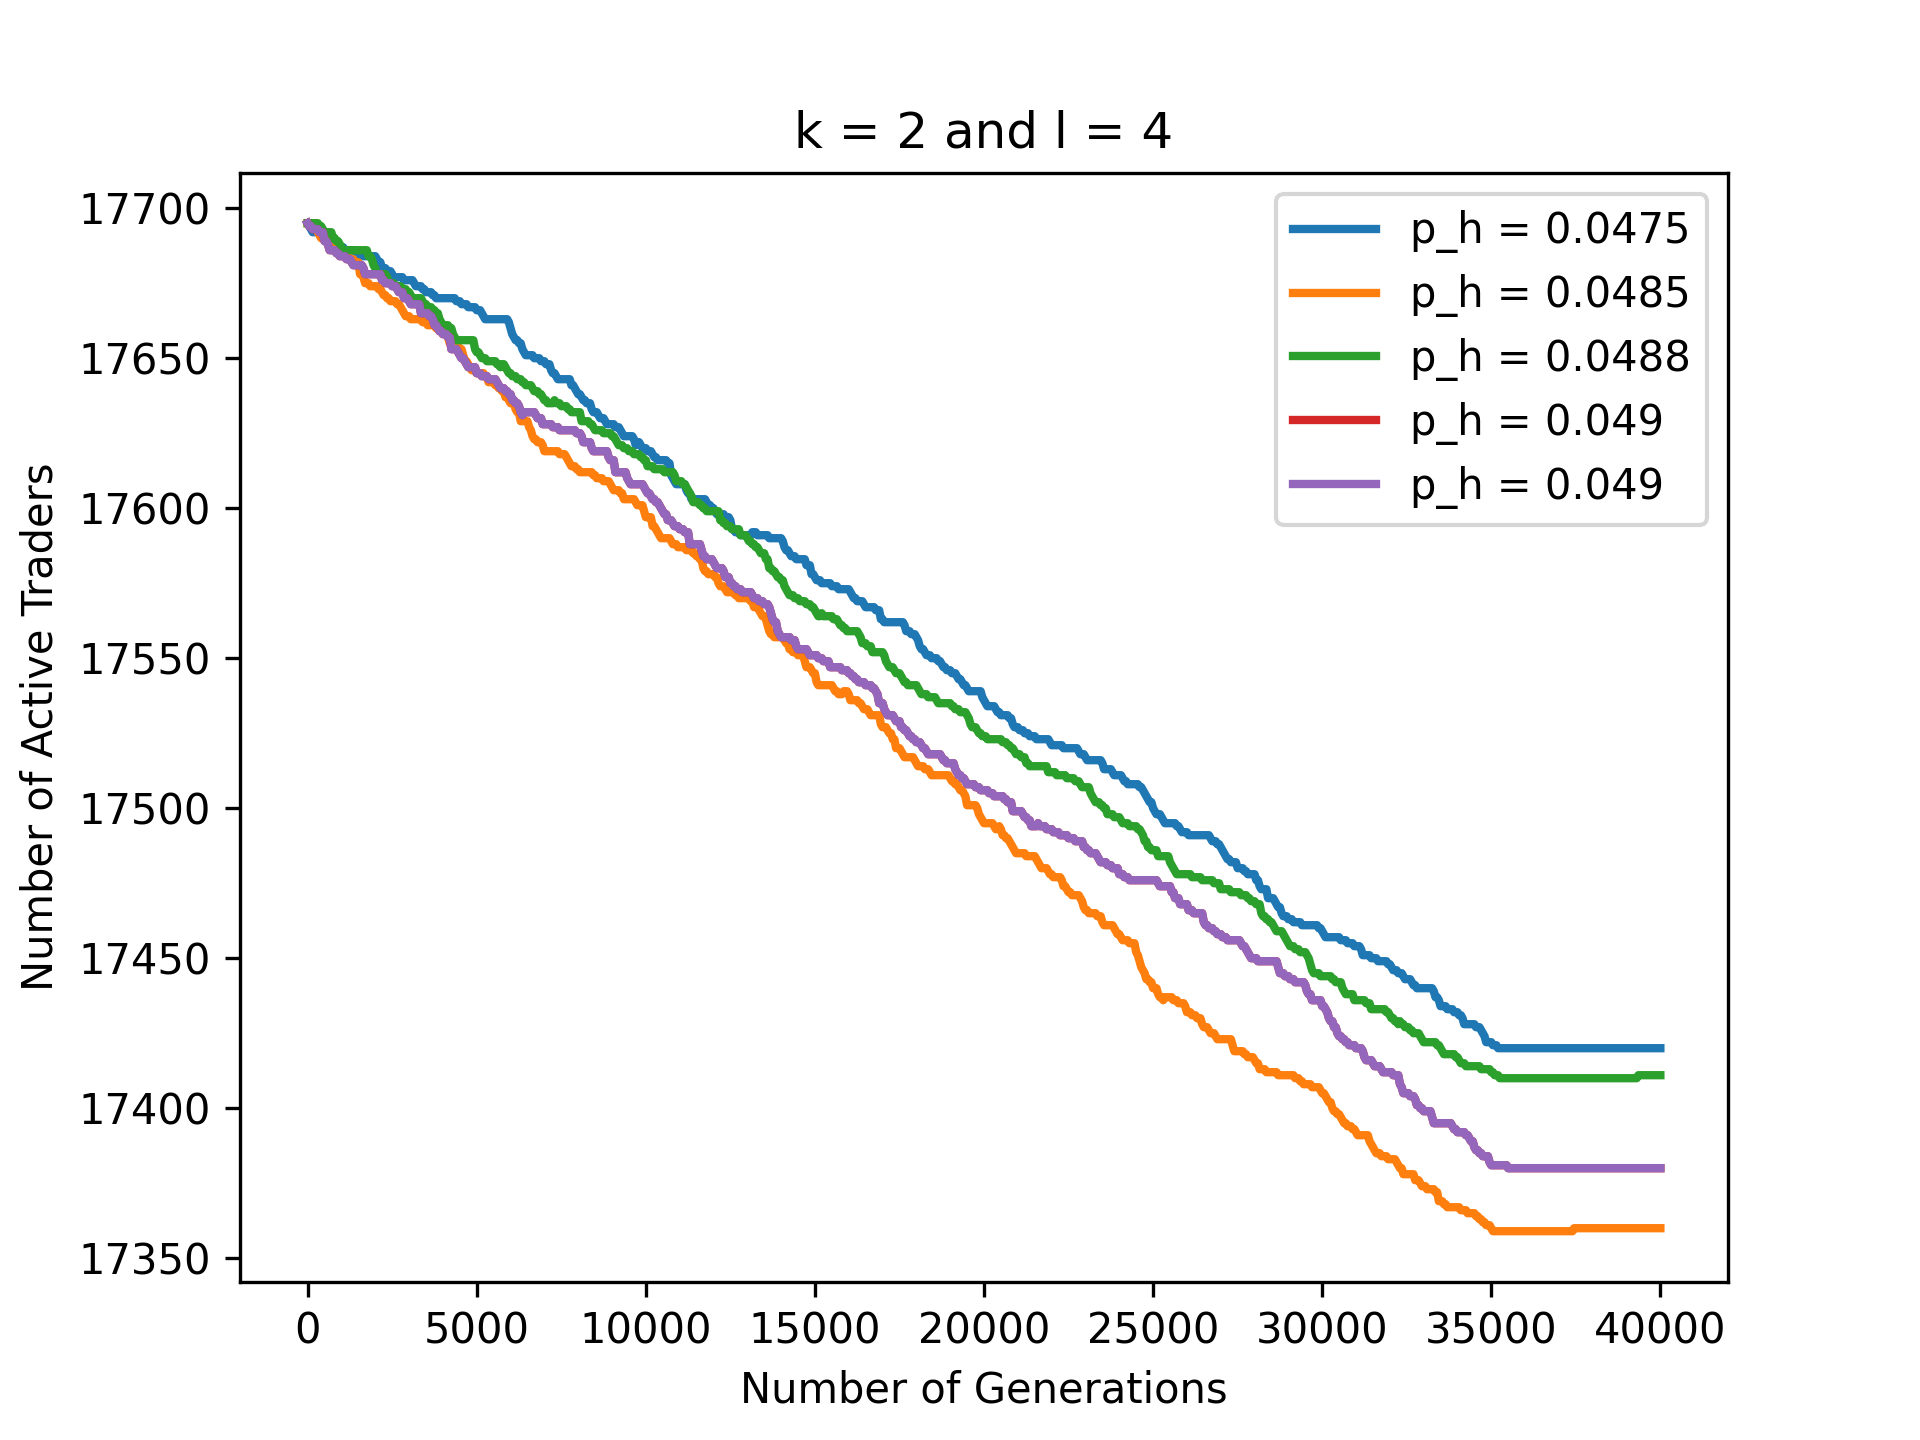 k = 2 and l = 4
17700
17650
17600
17550
17500
17450
17400
17350
Number of Active Traders
p_h = 0.0475
p_h = 0.0485
p_h = 0.0488
p_h = 0.049
p_h = 0.049
0 5000 10000 15000 20000 25000 30000 35000 40000
Number of Generations